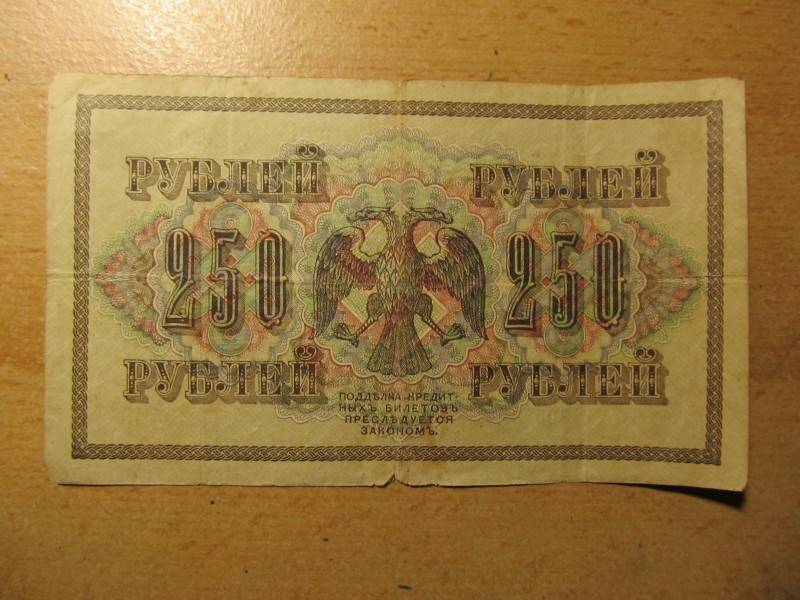 РУБЛЕЙ РУБЛЕЙ
250 250
РУБЛЕЙ РУБЛЕЙ
ПОДДѢЛКА КРЕДИТ-
НЫХЪ БИЛЕТОВЪ
ПРЕСЛѢДУЕТСЯ
ЗАКОНОМЪ.